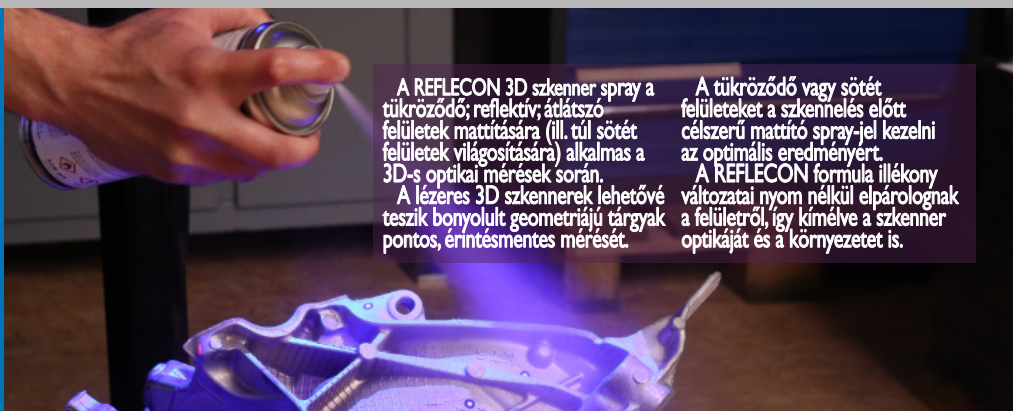 A REFLECON 3D szkenner spray a
tükröződő; reflektív; átlátszó
felületek mattítására (ill. túl sötét
felületek világosítására) alkalmas a
3D-s optikai mérések során.
A lézeres 3D szkennerek lehetővé
teszik bonyolult geometriájú tárgyak
pontos, érintésmentes mérését.
A tükröződő vagy sötét
felületeket a szkennelés előtt
célszerű mattító spray-jel kezelni
az optimális eredményért.
A REFLECON formula illékony
változatai nyom nélkül elpárolognak
a felületről, így kímélve a szkenner
optikáját és a környezetet is.